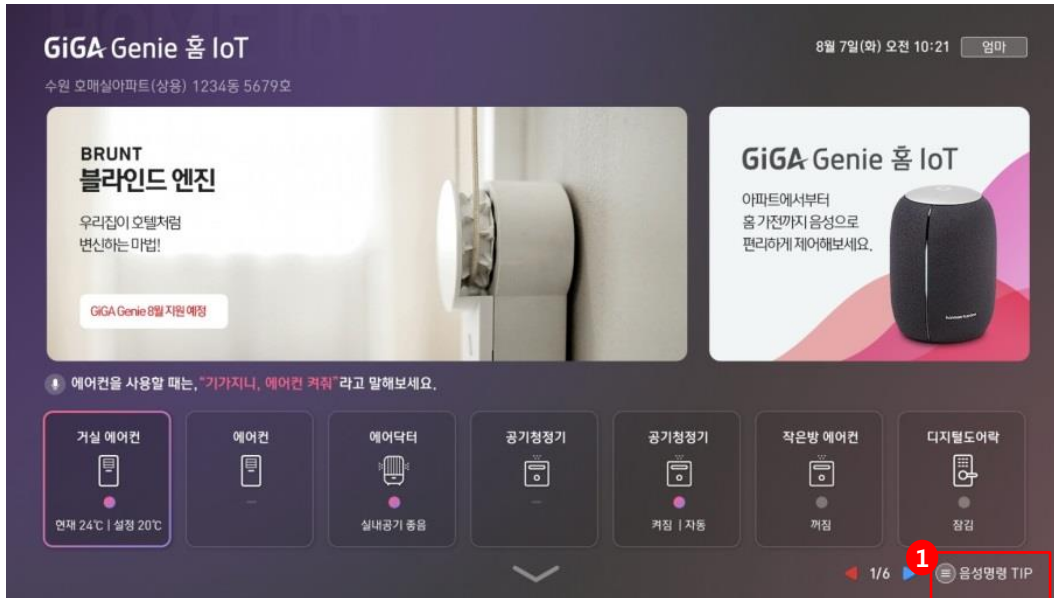 GiGA Genie 홈 IoT
8월 7일(화) 오전 10:21 엄마
수원 호매실아파트(상용) 1234동 5679호
BRUNT
블라인드 엔진
우리집이 호텔처럼
변신하는 마법!
GiGA Genie 8월 지원 예정
GiGA Genie 홈 IoT
아파트에서부터
홈 가전까지 음성으로
편리하게 제어해보세요.
에어컨을 사용할 때는, "기가지니, 에어컨 켜줘"라고 말해보세요.
거실 에어컨
현재 24℃ | 설정 20℃
에어컨
에어닥터
실내공기 좋음
공기청정기
공기청정기
켜짐 | 자동
작은방 에어컨
꺼짐
디지털도어락
잠김
1/6
1
음성명령 TIP